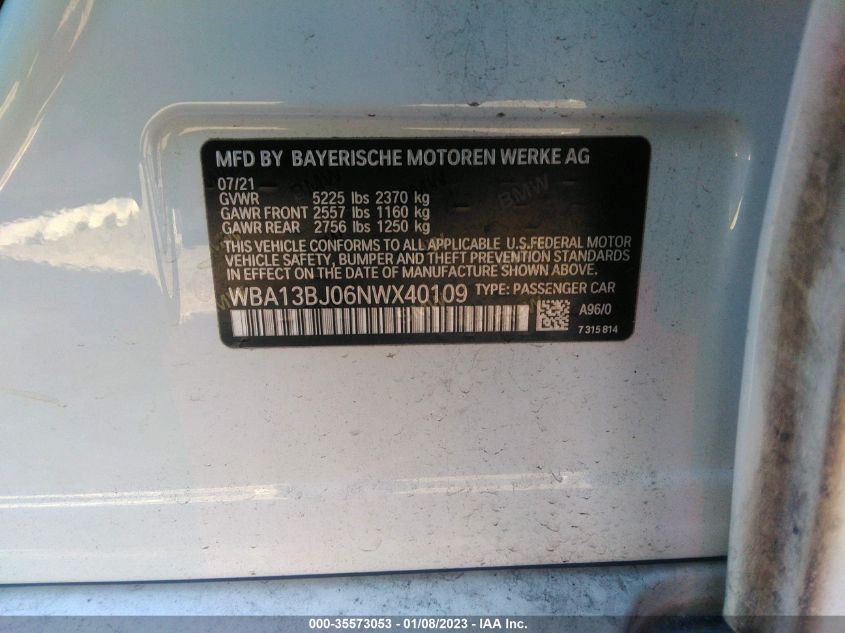 MFD BY BAYERISCHE MOTOREN WERKE AG
07/21
GVWR 5225 lbs 2370 kg
GAWR FRONT 2557 lbs 1160 kg
GAWR REAR 2756 lbs 1250 kg
THIS VEHICLE CONFORMS TO ALL APPLICABLE U.S.FEDERAL MOTOR
VEHICLE SAFETY, BUMPER AND THEFT PREVENTION STANDARDS
IN EFFECT ON THE DATE OF MANUFACTURE SHOWN ABOVE.
WBA13BJ06NWX40109 TYPE: PASSENGER CAR
A96/0
7 315 814
BMW
000-35573053 - 01/08/2023 - IAA Inc.